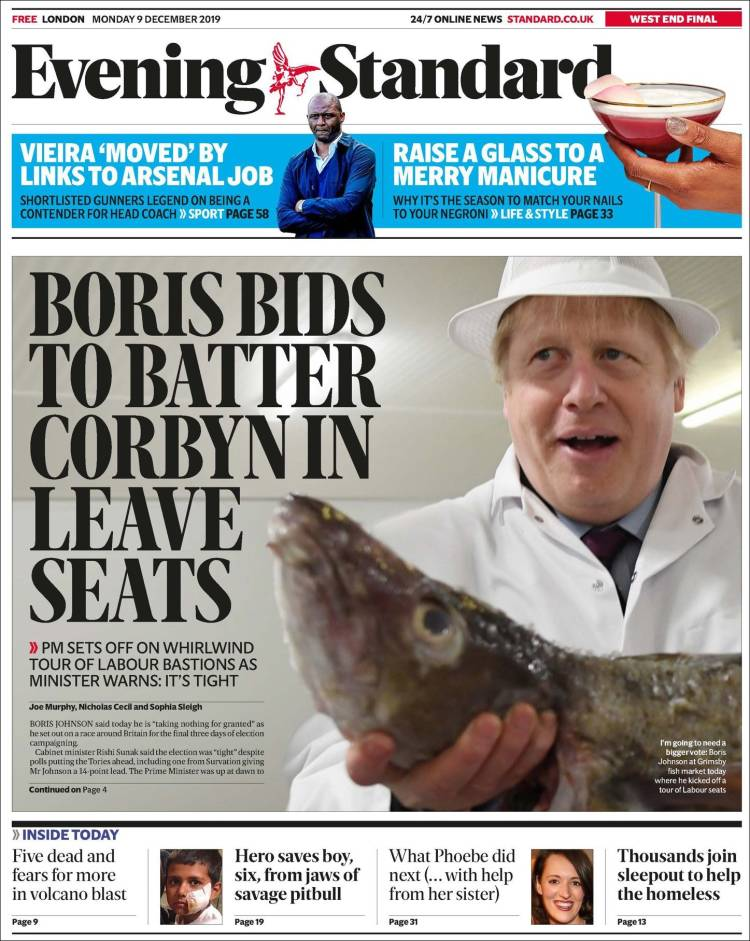 FREE LONDON MONDAY 9 DECEMBER 2019
24/7 ONLINE NEWS STANDARD.CO.UK
WEST END FINAL
Evening Standard
VIEIRA ‘MOVED’ BY
LINKS TO ARSENAL JOB
SHORTLISTED GUNNERS LEGEND ON BEING A
CONTENDER FOR HEAD COACH » SPORT PAGE 58
RAISE A GLASS TO A
MERRY MANICURE
WHY IT’S THE SEASON TO MATCH YOUR NAILS
TO YOUR NEGRONI » LIFE & STYLE PAGE 33
BORIS BIDS
TO BATTER
CORBYN IN
LEAVE
SEATS
» PM SETS OFF ON WHIRLWIND
TOUR OF LABOUR BASTIONS AS
MINISTER WARNS: IT’S TIGHT
Joe Murphy, Nicholas Cecil and Sophia Sleigh
BORIS JOHNSON said today he is “taking nothing for granted” as
he set out on a race around Britain for the final three days of election
campaigning.
Cabinet minister Rishi Sunak said the election was “tight” despite
polls putting the Tories ahead, including one from Survation giving
Mr Johnson a 14-point lead. The Prime Minister was up at dawn to
Continued on Page 4
I’m going to need a
bigger vote: Boris
Johnson at Grimsby
fish market today
where he kicked off a
tour of Labour seats
» INSIDE TODAY
Five dead and
fears for more
in volcano blast
Page 9
Hero saves boy,
six, from jaws of
savage pitbull
Page 19
What Phoebe did
next (... with help
from her sister)
Page 31
Thousands join
sleepout to help
the homeless
Page 13